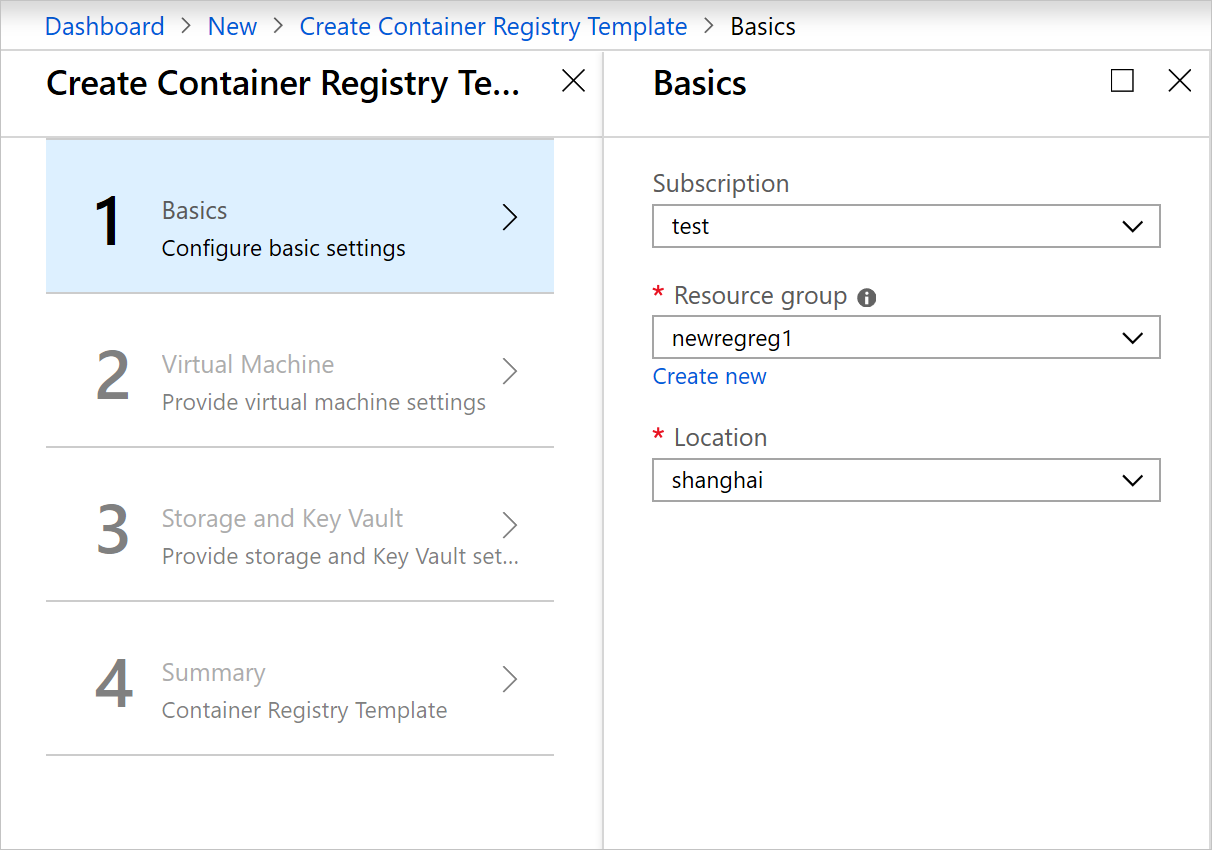 Dashboard > New > Create Container Registry Template > Basics
Create Container Registry Te...
1
Basics
Configure basic settings
2
Virtual Machine
Provide virtual machine settings
3
Storage and Key Vault
Provide storage and Key Vault set...
4
Summary
Container Registry Template
Basics
Subscription
test
* Resource group
newregreg1
Create new
* Location
shanghai